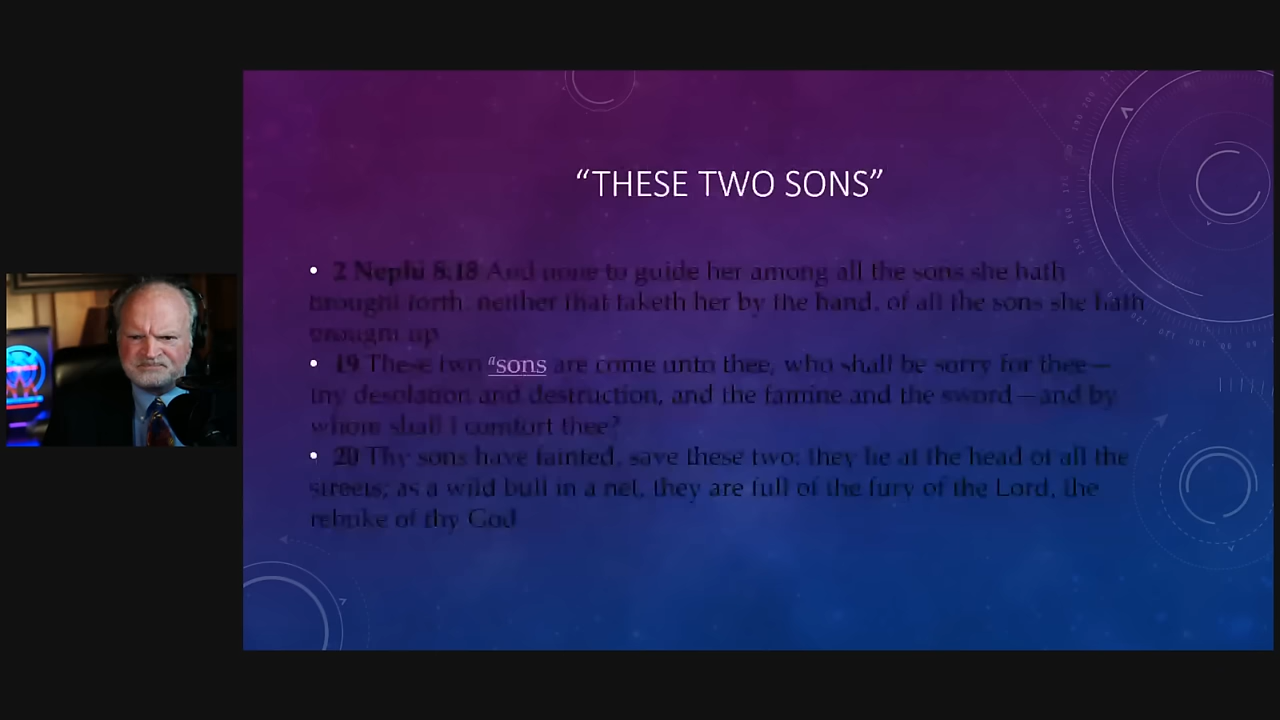 “THESE TWO SONS”
• 2 Nephi 8:18 And none to guide her among all the sons she hath
brought forth; neither that taketh her by the hand, of all the sons she hath
brought up.
• 19 These two ᵃsons are come unto thee, who shall be sorry for thee—
thy desolation and destruction, and the famine and the sword—and by
whom shall I comfort thee?
• 20 Thy sons have fainted, save these two; they lie at the head of all the
streets; as a wild bull in a net, they are full of the fury of the Lord, the
rebuke of thy God